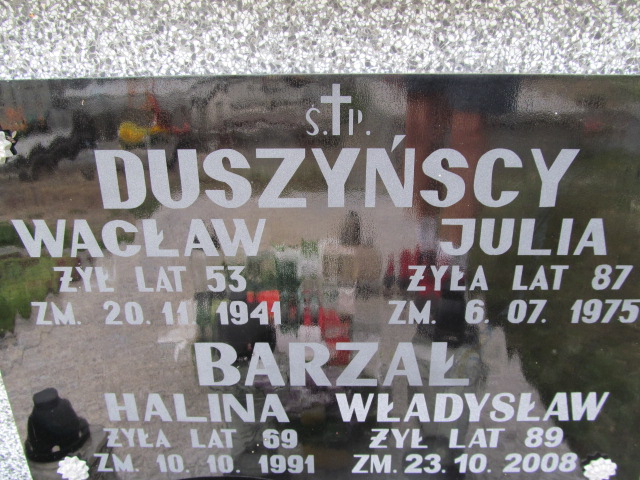 Ś.†P.
DUSZYŃSCY
WACŁAW JULIA
ŻYŁ LAT 53 ŻYŁA LAT 87
ZM. 20. 11 1941 ZM. 6. 07. 1975
BARZAŁ
HALINA WŁADYSŁAW
ŻYŁA LAT 69 ŻYŁ LAT 89
ZM. 10. 10. 1991 ZM. 23. 10. 2008